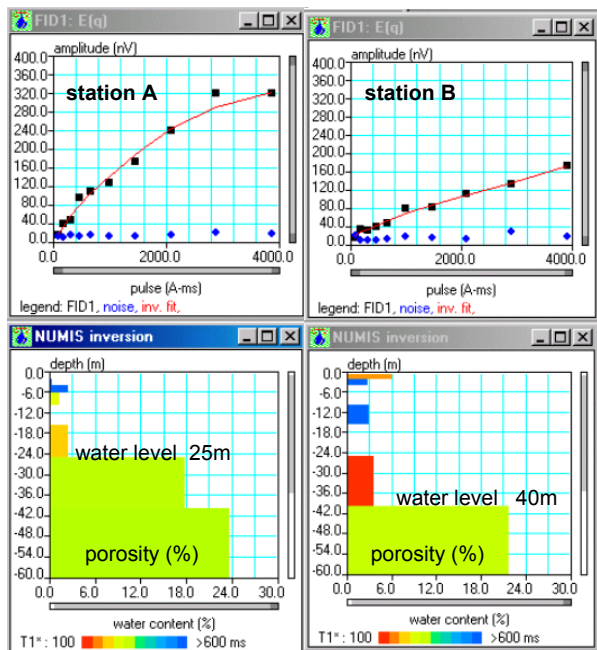 FID1: E(q)
amplitude (nV)
400.0
360.0
320.0
280.0
240.0
200.0
160.0
120.0
80.0
40.0
0.0
station A
0.0 2000.0 4000.0
pulse (A-ms)
legend: FID1, noise, inv. fit,
FID1: E(q)
amplitude (nV)
400.0
360.0
320.0
280.0
240.0
200.0
160.0
120.0
80.0
40.0
0.0
station B
0.0 2000.0 4000.0
pulse (A-ms)
legend: FID1, noise, inv. fit,
NUMIS inversion
depth (m)
0.0
-6.0
-12.0
-18.0
-24.0
-30.0
-36.0
-42.0
-48.0
-54.0
-60.0
water level 25m
porosity (%)
0.0 6.0 12.0 18.0 24.0 30.0
water content (%)
T1* : 100 >600 ms
NUMIS inversion
depth (m)
0.0
-6.0
-12.0
-18.0
-24.0
-30.0
-36.0
-42.0
-48.0
-54.0
-60.0
water level 40m
porosity (%)
0.0 6.0 12.0 18.0 24.0 30.0
water content (%)
T1* : 100 >600 ms